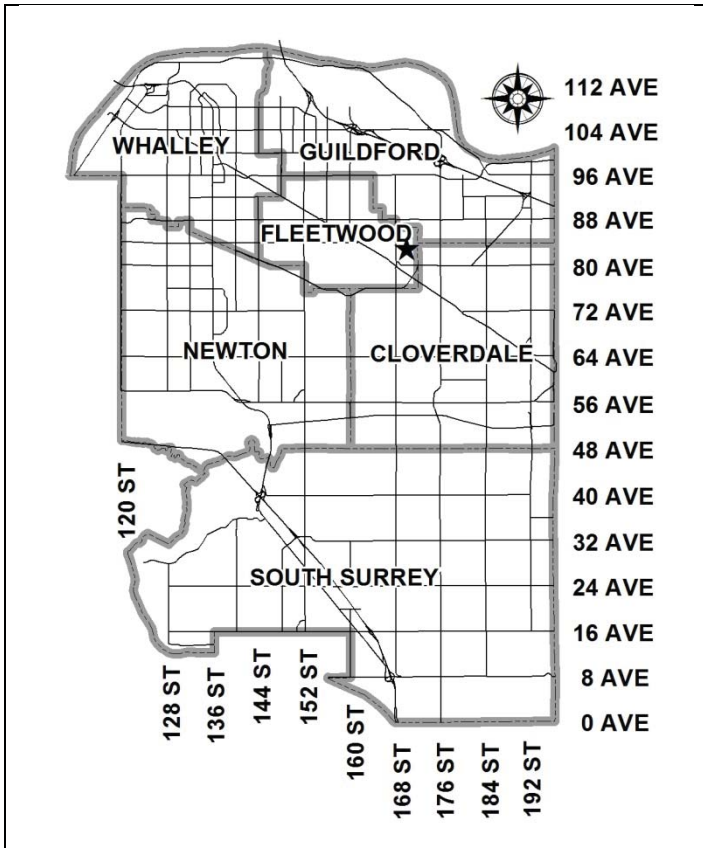 112 AVE
104 AVE
WHALLEY
GUILDFORD
96 AVE
88 AVE
FLEETWOOD
80 AVE
72 AVE
NEWTON
CLOVERDALE
64 AVE
56 AVE
48 AVE
120 ST
40 AVE
32 AVE
SOUTH SURREY
24 AVE
16 AVE
128 ST
136 ST
144 ST
152 ST
160 ST
8 AVE
0 AVE
168 ST
176 ST
184 ST
192 ST